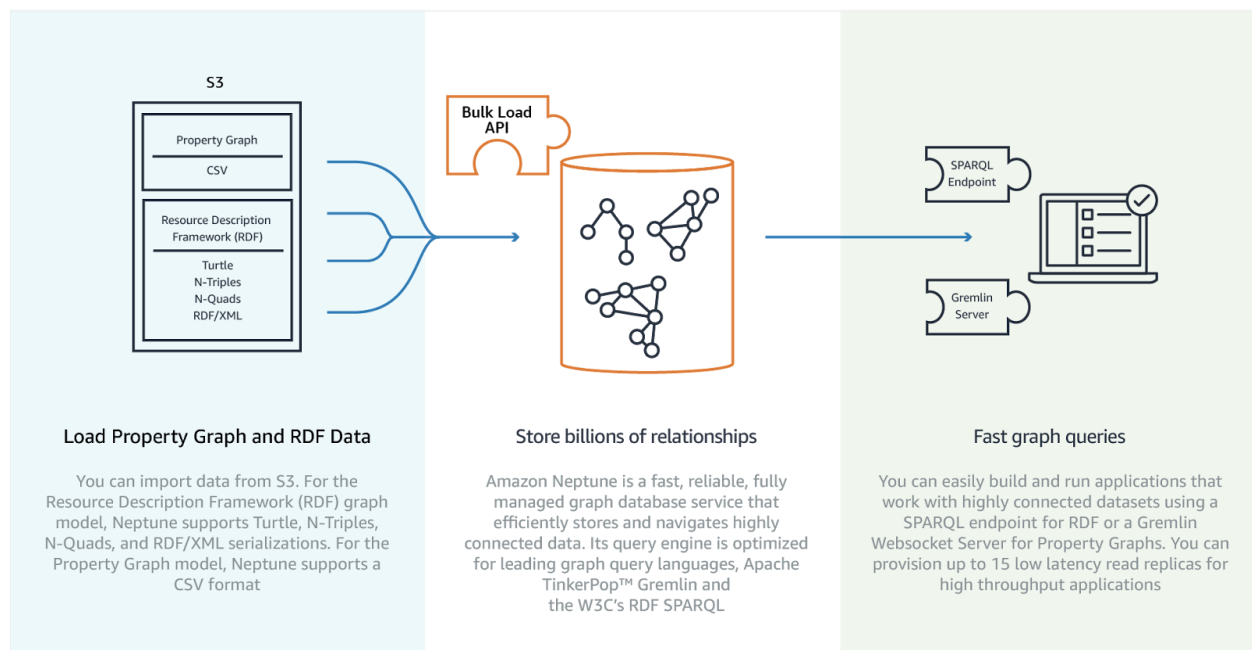 S3
Property Graph
CSV
Resource Description
Framework (RDF)
Turtle
N-Triples
N-Quads
RDF/XML
Bulk Load
API
SPARQL
Endpoint
Gremlin
Server
Load Property Graph and RDF Data
You can import data from S3. For the
Resource Description Framework (RDF) graph
model, Neptune supports Turtle, N-Triples,
N-Quads, and RDF/XML serializations. For the
Property Graph model, Neptune supports a
CSV format
Store billions of relationships
Amazon Neptune is a fast, reliable, fully
managed graph database service that
efficiently stores and navigates highly
connected data. Its query engine is optimized
for leading graph query languages, Apache
TinkerPop™ Gremlin and
the W3C’s RDF SPARQL
Fast graph queries
You can easily build and run applications that
work with highly connected datasets using a
SPARQL endpoint for RDF or a Gremlin
Websocket Server for Property Graphs. You can
provision up to 15 low latency read replicas for
high throughput applications